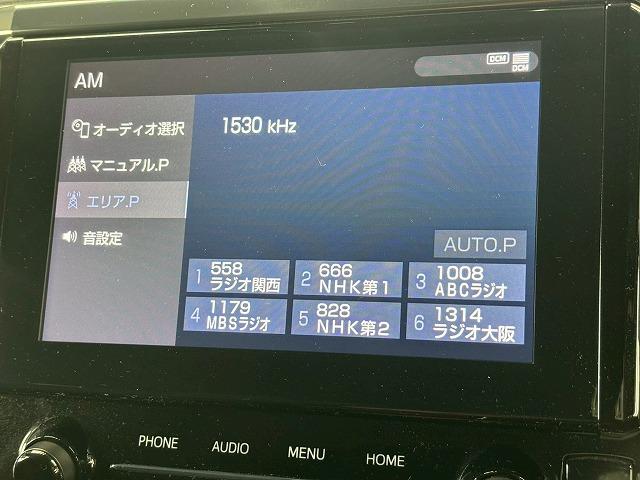 AM
DCM
DCM
オーディオ選択
1530 kHz
マニュアル.P
エリア.P
音設定
AUTO.P
1 558 ラジオ関西
2 666 NHK第1
3 1008 ABCラジオ
4 1179 MBSラジオ
5 828 NHK第2
6 1314 ラジオ大阪
PHONE
AUDIO
MENU
HOME